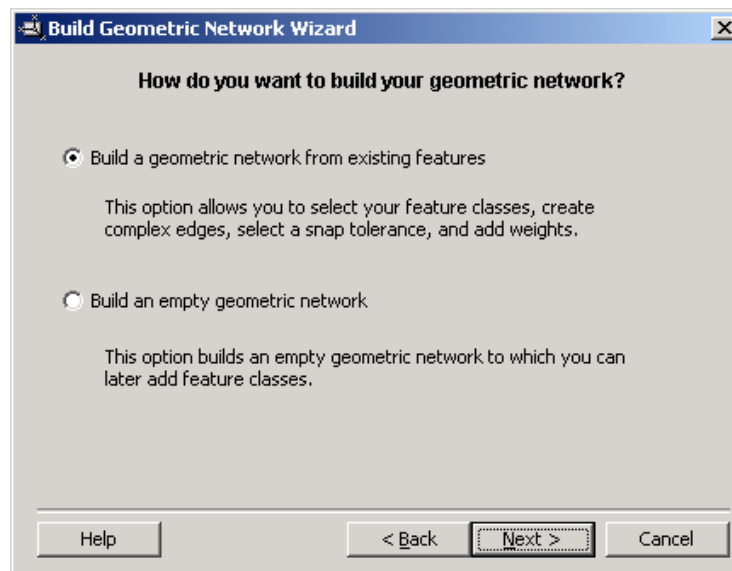 Build Geometric Network Wizard
How do you want to build your geometric network?
Build a geometric network from existing features
This option allows you to select your feature classes, create
complex edges, select a snap tolerance, and add weights.
Build an empty geometric network
This option builds an empty geometric network to which you can
later add feature classes.
Help
< Back
Next >
Cancel